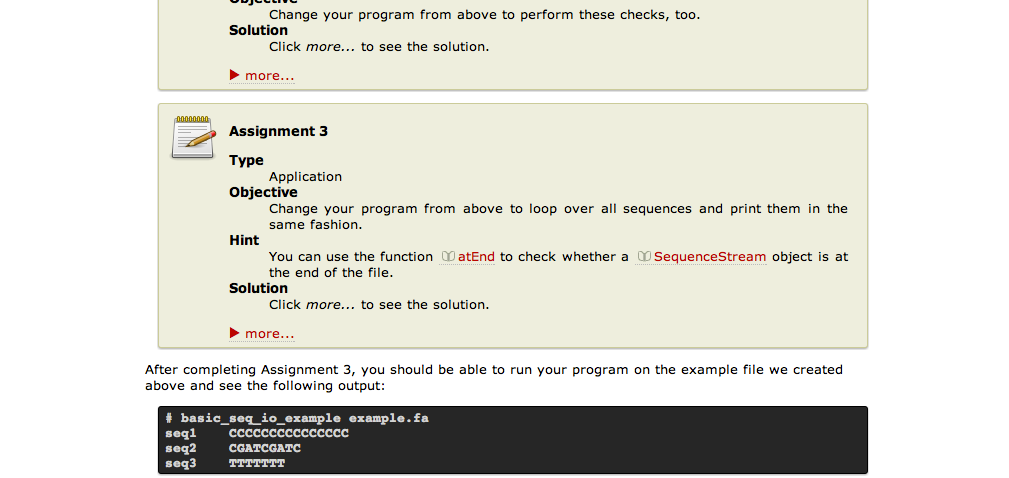 Objective
Change your program from above to perform these checks, too.
Solution
Click more... to see the solution.
more...
Assignment 3
Type
Application
Objective
Change your program from above to loop over all sequences and print them in the
same fashion.
Hint
You can use the function atEnd to check whether a SequenceStream object is at
the end of the file.
Solution
Click more... to see the solution.
more...
After completing Assignment 3, you should be able to run your program on the example file we created
above and see the following output:
# basic_seq_io_example example.fa
seq1 CCCCCCCCCCCCCCC
seq2 CGATCGATC
seq3 TTTTTTT